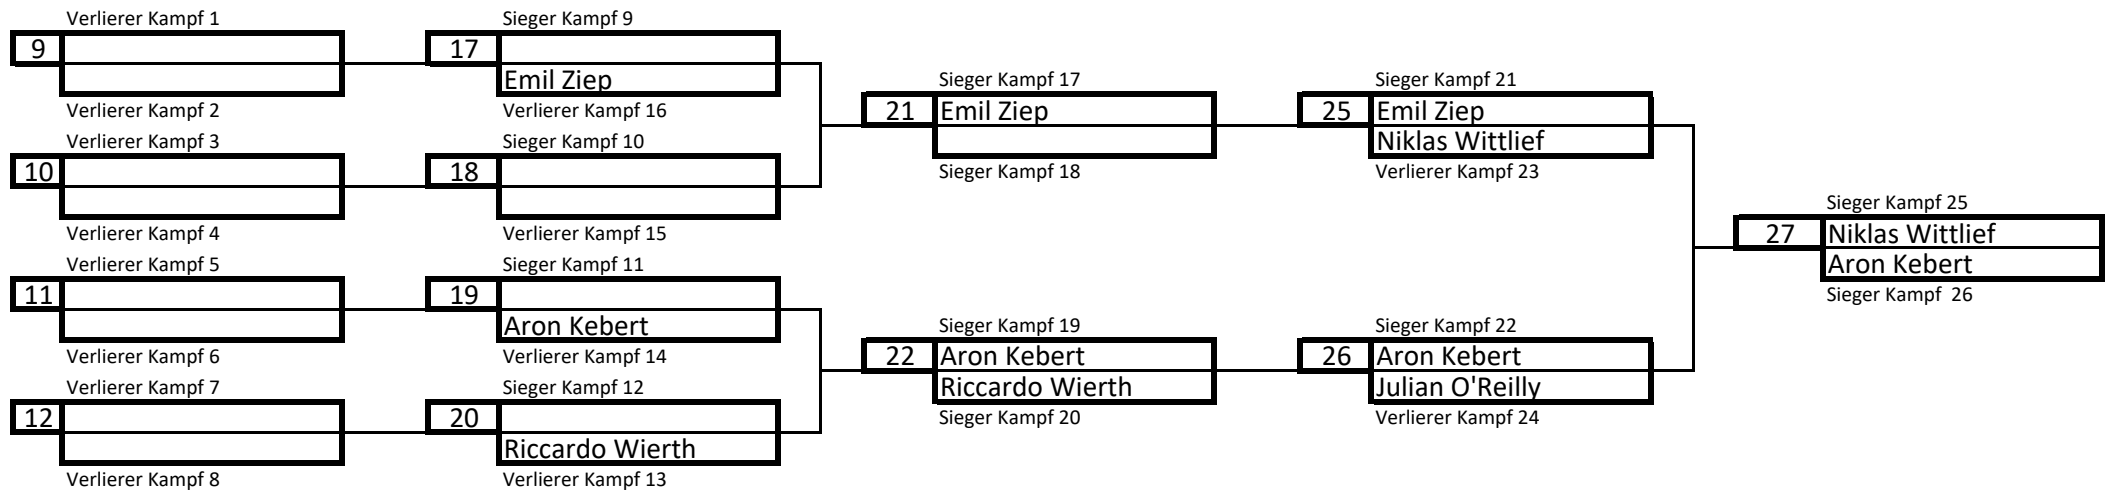 Verlierer Kampf 1
9
Verlierer Kampf 2
Verlierer Kampf 3
10
Verlierer Kampf 4
Verlierer Kampf 5
11
Verlierer Kampf 6
Verlierer Kampf 7
12
Verlierer Kampf 8
Sieger Kampf 9
17
Emil Ziep
Verlierer Kampf 16
Sieger Kampf 10
18
Verlierer Kampf 15
Sieger Kampf 11
19
Aron Kebert
Verlierer Kampf 14
Sieger Kampf 12
20
Riccardo Wierth
Verlierer Kampf 13
Sieger Kampf 17
21 Emil Ziep
Sieger Kampf 18
Sieger Kampf 19
22 Aron Kebert
Riccardo Wierth
Sieger Kampf 20
Sieger Kampf 21
25 Emil Ziep
Niklas Wittlief
Verlierer Kampf 23
Sieger Kampf 22
26 Aron Kebert
Julian O'Reilly
Verlierer Kampf 24
Sieger Kampf 25
27 Niklas Wittlief
Aron Kebert
Sieger Kampf 26